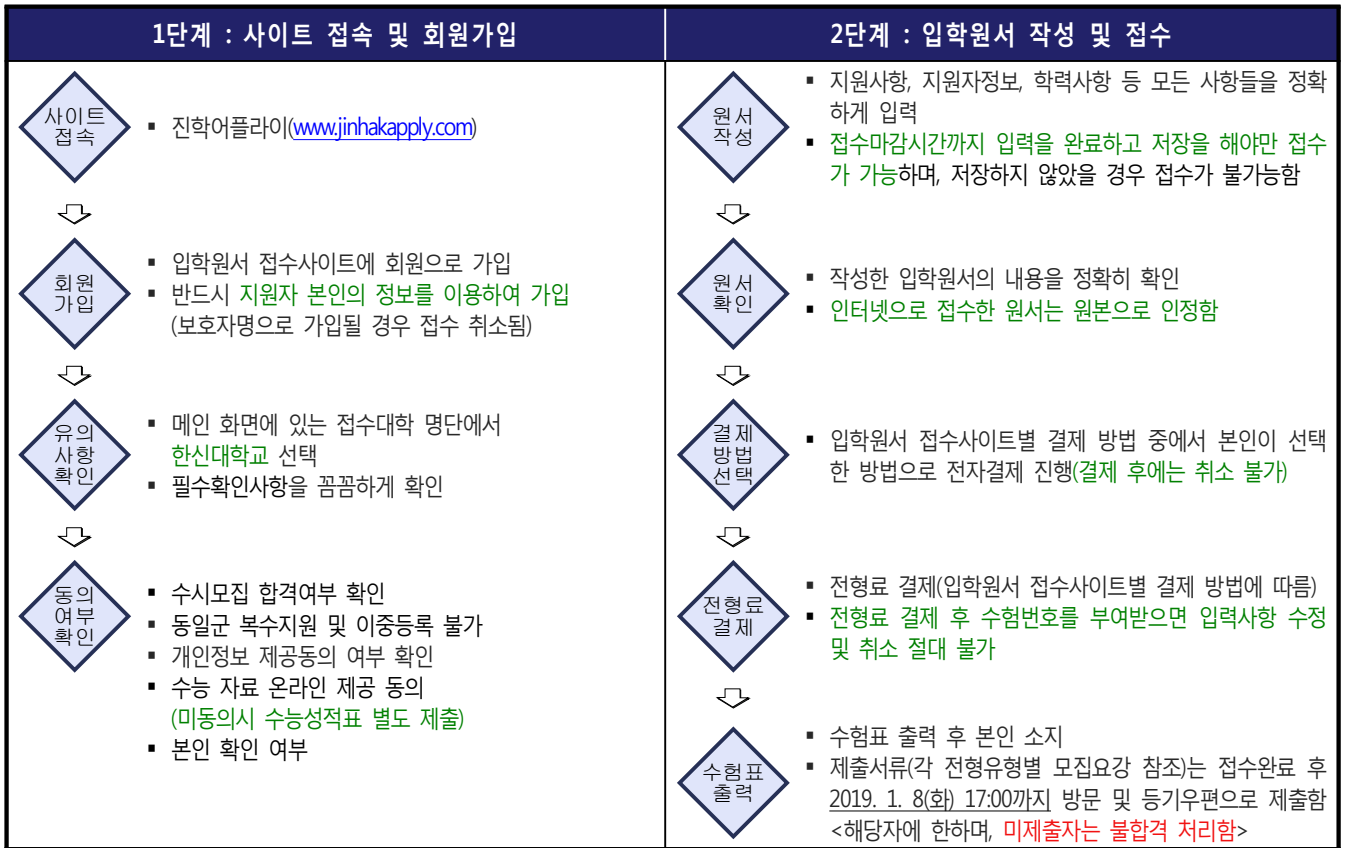 1단계 : 사이트 접속 및 회원가입
사이트
접속
▪ 진학어플라이(www.jinhakapply.com)
회원
가입
▪ 입학원서 접수사이트에 회원으로 가입
▪ 반드시 지원자 본인의 정보를 이용하여 가입
(보호자명으로 가입될 경우 접수 취소됨)
유의
사항
확인
▪ 메인 화면에 있는 접수대학 명단에서
한신대학교 선택
▪ 필수확인사항을 꼼꼼하게 확인
동의
여부
확인
▪ 수시모집 합격여부 확인
▪ 동일군 복수지원 및 이중등록 불가
▪ 개인정보 제공동의 여부 확인
▪ 수능 자료 온라인 제공 동의
(미동의시 수능성적표 별도 제출)
▪ 본인 확인 여부
2단계 : 입학원서 작성 및 접수
원서
작성
▪ 지원사항, 지원자정보, 학력사항 등 모든 사항들을 정확
하게 입력
▪ 접수마감시간까지 입력을 완료하고 저장을 해야만 접수
가 가능하며, 저장하지 않았을 경우 접수가 불가능함
원서
확인
▪ 작성한 입학원서의 내용을 정확히 확인
▪ 인터넷으로 접수한 원서는 원본으로 인정함
결제
방법
선택
▪ 입학원서 접수사이트별 결제 방법 중에서 본인이 선택
한 방법으로 전자결제 진행(결제 후에는 취소 불가)
전형료
결제
▪ 전형료 결제(입학원서 접수사이트별 결제 방법에 따름)
▪ 전형료 결제 후 수험번호를 부여받으면 입력사항 수정
및 취소 절대 불가
수험표
출력
▪ 수험표 출력 후 본인 소지
▪ 제출서류(각 전형유형별 모집요강 참조)는 접수완료 후
2019. 1. 8(화) 17:00까지 방문 및 등기우편으로 제출함
<해당자에 한하며, 미제출자는 불합격 처리함>